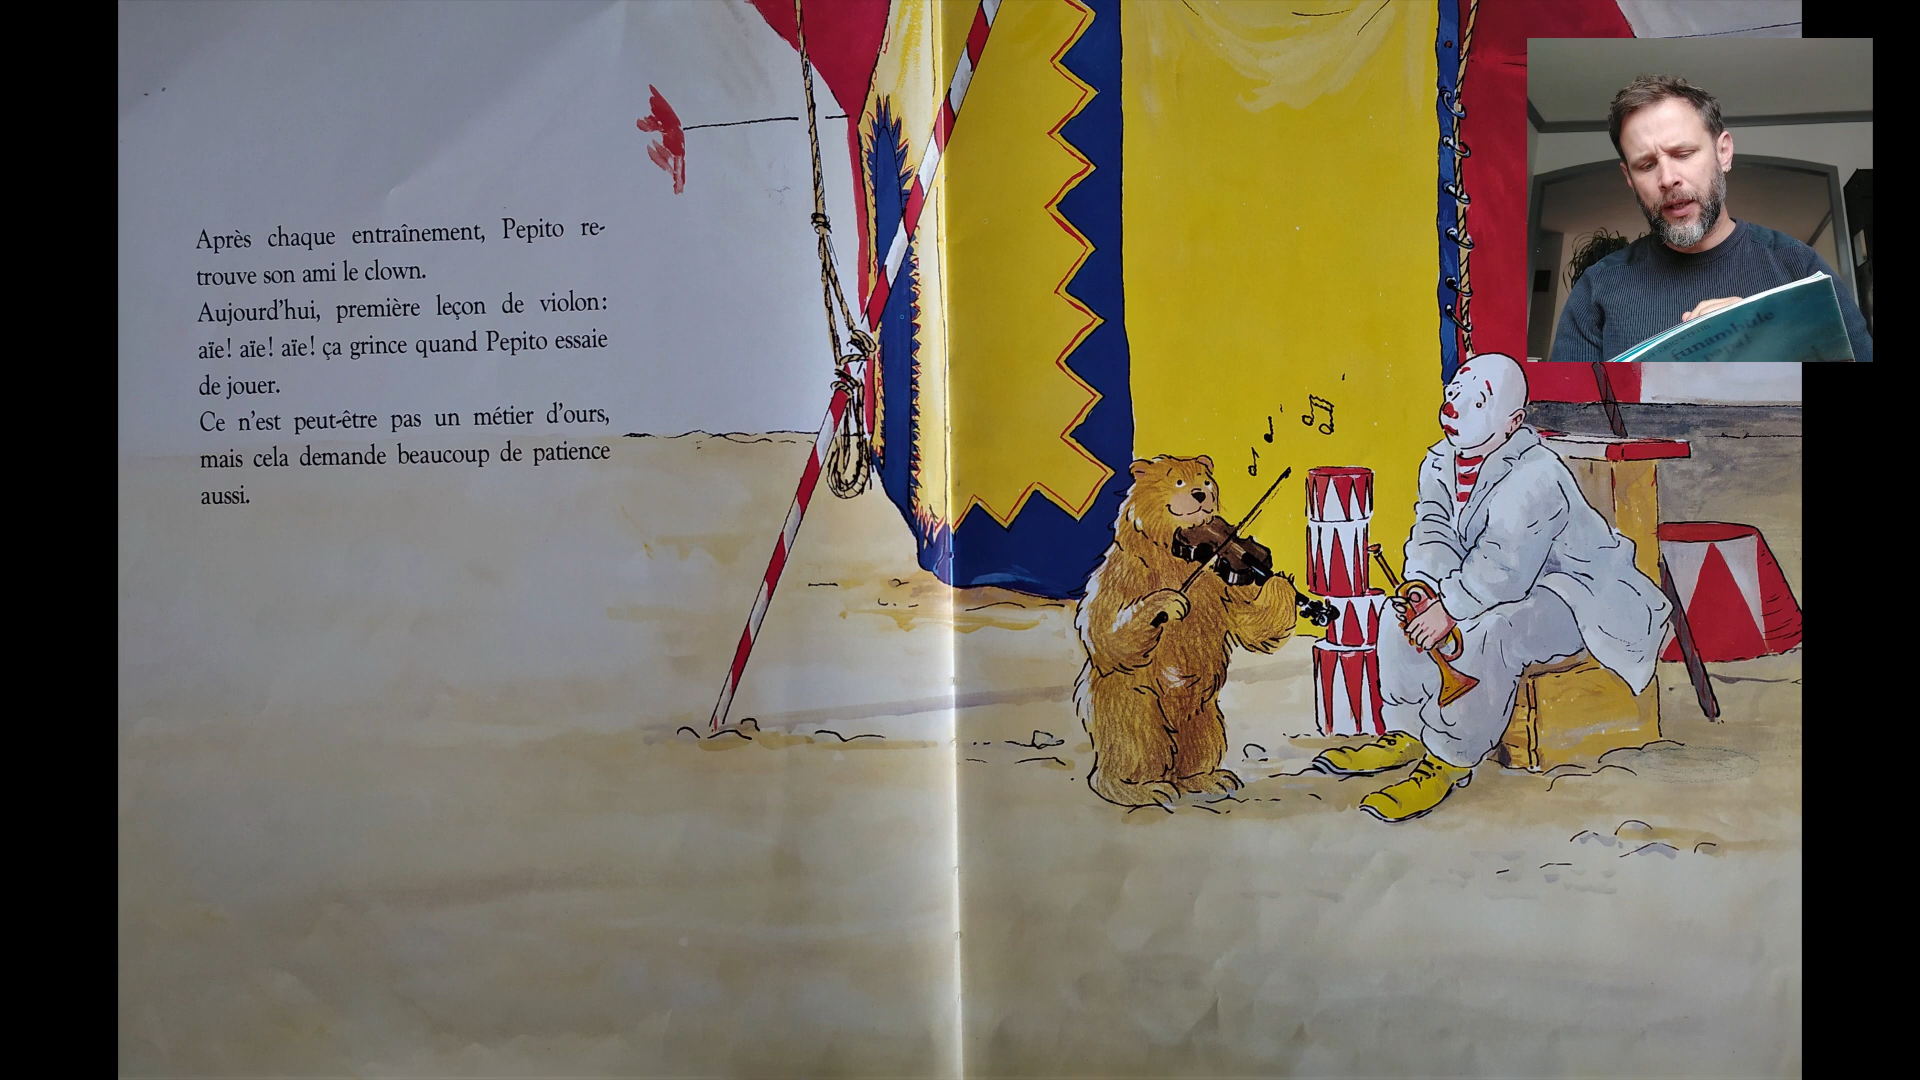 Après chaque entraînement, Pepito re-
trouve son ami le clown.
Aujourd'hui, première leçon de violon:
aïe! aïe! aïe! ça grince quand Pepito essaie
de jouer.
Ce n'est peut-être pas un métier d'ours,
mais cela demande beaucoup de patience
aussi.
funambule